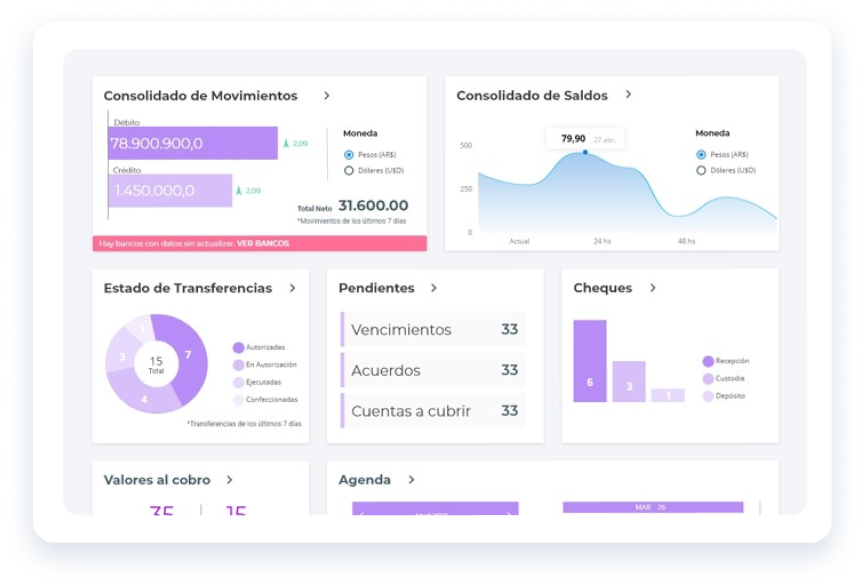 Consolidado de Movimientos
Débito
78.900.900,0
2,09
Crédito
1.450.000,0
2,09
Moneda
Pesos (AR$)
Dólares (U$D)
Total Neto 31.600.00
*Movimientos de los últimos 7 días
Hay bancos con datos sin actualizar. VER BANCOS
Consolidado de Saldos
500
250
0
79,90 27 abr.
Actual
24 hs
48 hs
Moneda
Pesos (AR$)
Dólares (U$D)
Estado de Transferencias
1
7
3
4
15
Total
Autorizadas
En Autorización
Ejecutadas
Confeccionadas
*Transferencias de los últimos 7 días
Pendientes
Vencimientos 33
Acuerdos 33
Cuentas a cubrir 33
Cheques
6
3
1
Recepción
Custodia
Depósito
Valores al cobro
35
15
Agenda
MAR 26